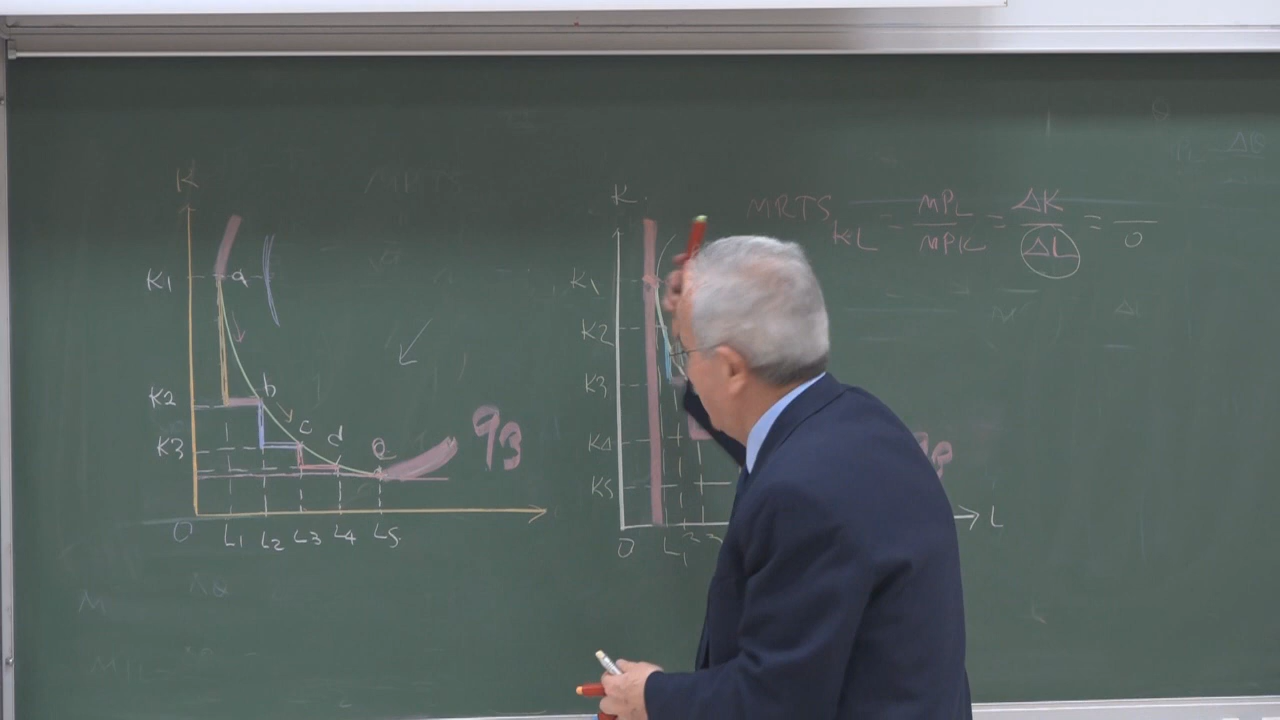 K
K1
a
K2
b
K3
c
d
e
q3
O
L1 L2 L3 L4 L5
K
K1
K2
K3
K4
K5
O
L1
L
MRTS KL = MPL/MPK = ΔK/ΔL = —/0